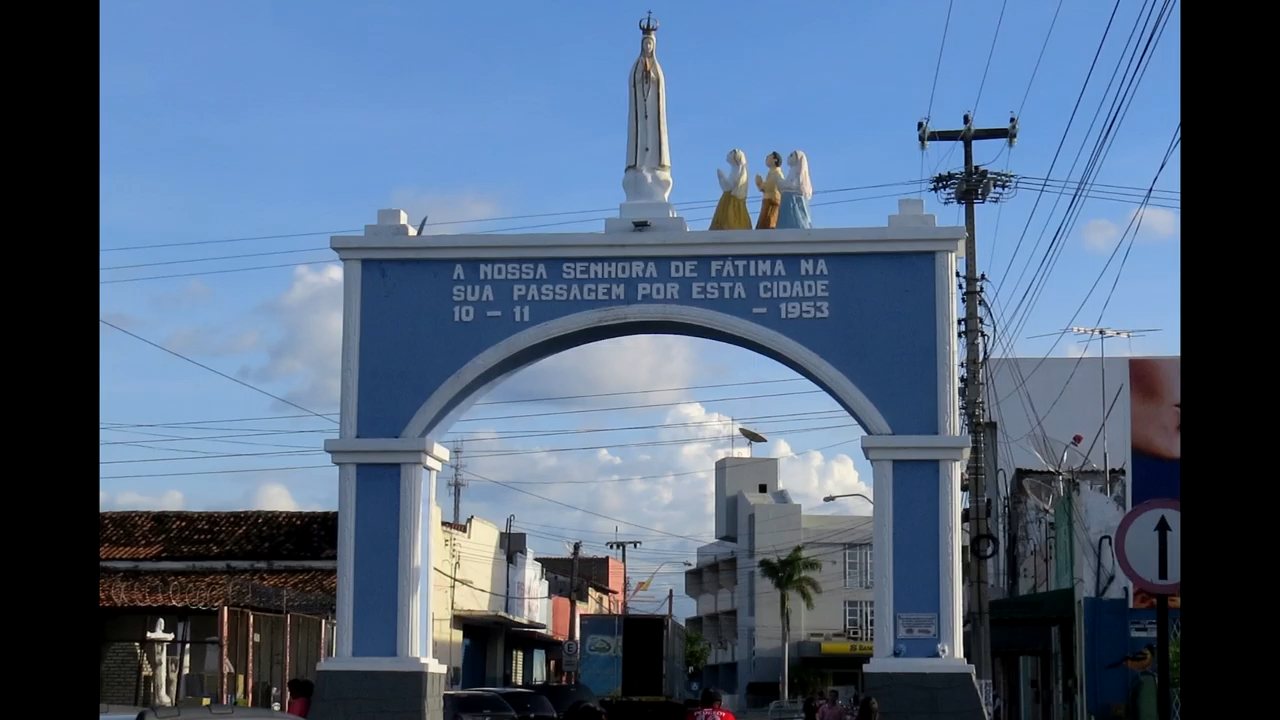 A NOSSA SENHORA DE FÁTIMA NA
SUA PASSAGEM POR ESTA CIDADE
10 - 11 - 1953
E